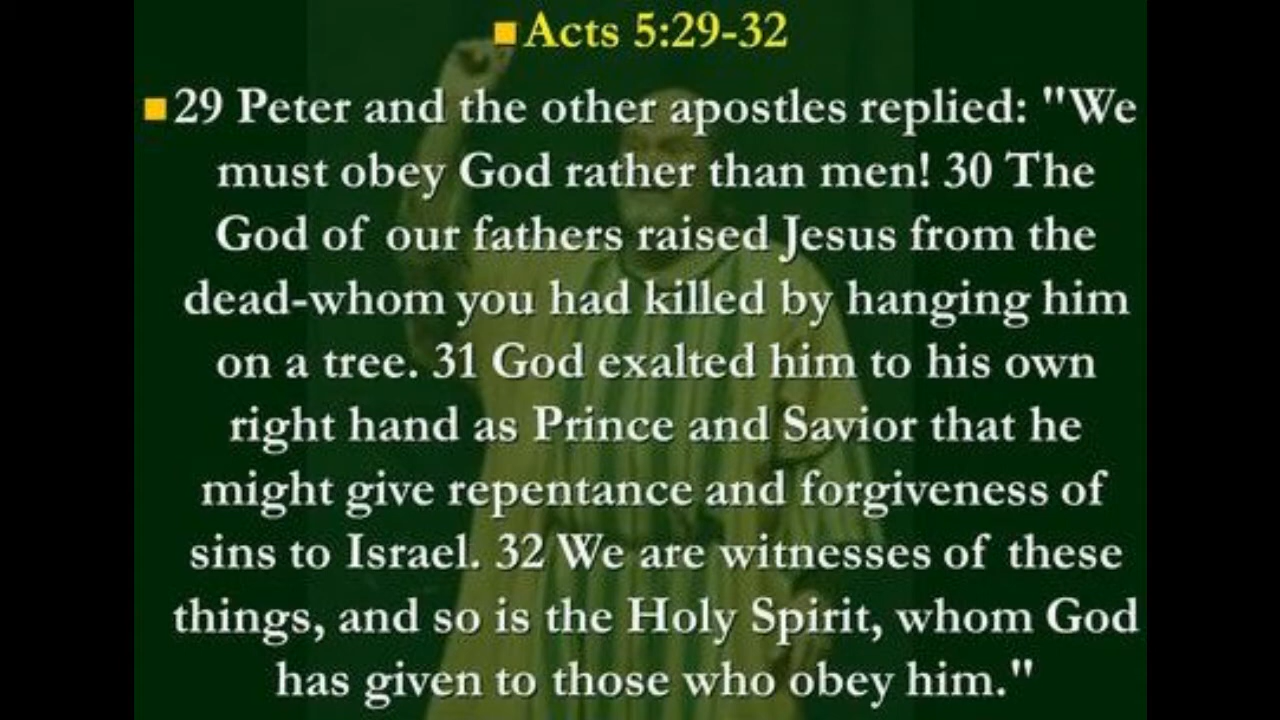 Acts 5:29-32
29 Peter and the other apostles replied: "We
must obey God rather than men! 30 The
God of our fathers raised Jesus from the
dead-whom you had killed by hanging him
on a tree. 31 God exalted him to his own
right hand as Prince and Savior that he
might give repentance and forgiveness of
sins to Israel. 32 We are witnesses of these
things, and so is the Holy Spirit, whom God
has given to those who obey him."